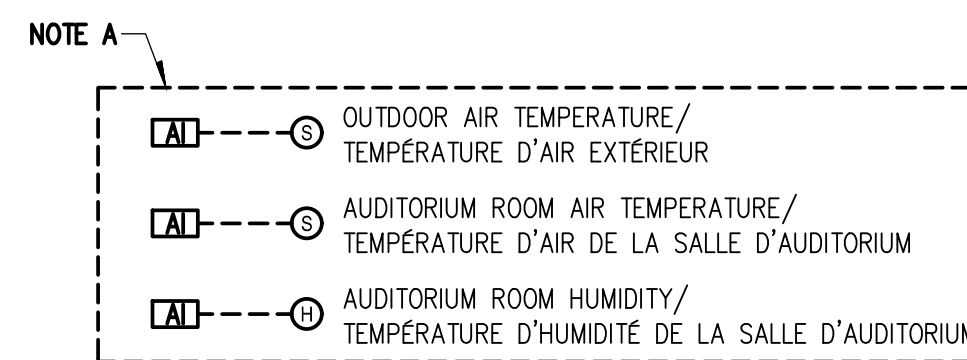 NOTE A
AI S OUTDOOR AIR TEMPERATURE/
TEMPÉRATURE D'AIR EXTÉRIEUR
AI S AUDITORIUM ROOM AIR TEMPERATURE/
TEMPÉRATURE D'AIR DE LA SALLE D'AUDITORIUM
AI H AUDITORIUM ROOM HUMIDITY/
TEMPÉRATURE D'HUMIDITÉ DE LA SALLE D'AUDITORIUM